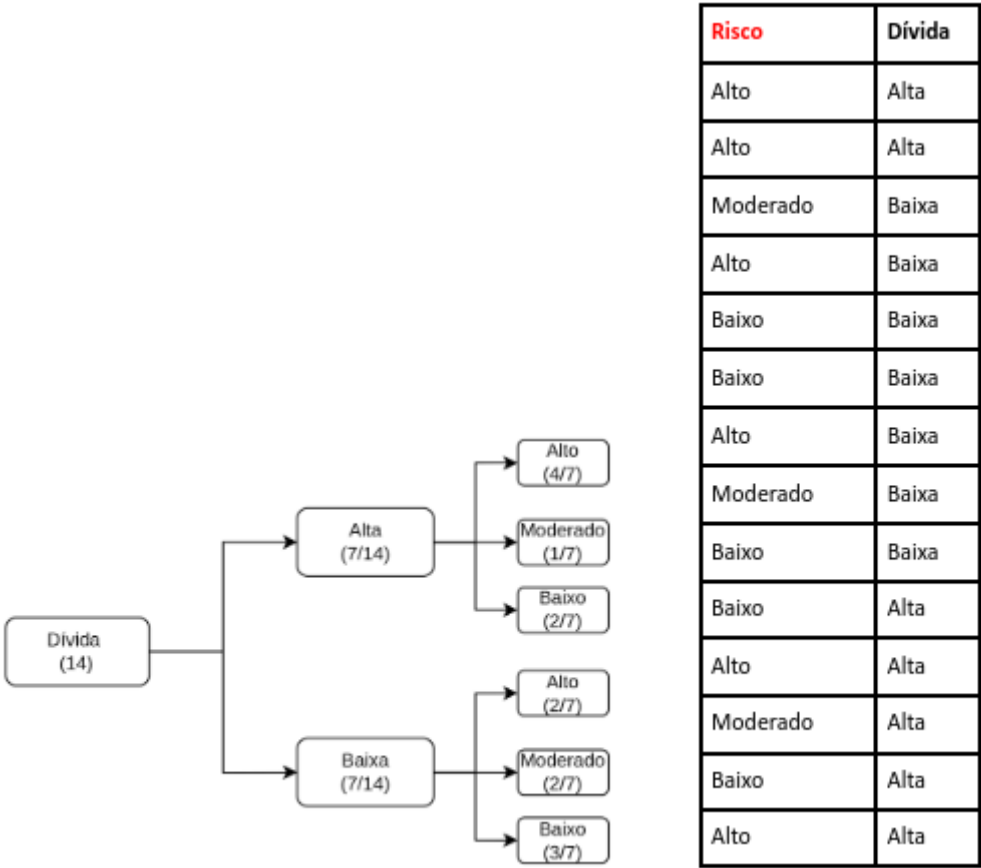 Risco Dívida
Alto Alta
Alto Alta
Moderado Baixa
Alto Baixa
Baixo Baixa
Baixo Baixa
Alto Baixa
Moderado Baixa
Baixo Baixa
Baixo Alta
Alto Alta
Moderado Alta
Baixo Alta
Alto Alta
Dívida
(14)
Alta
(7/14)
Alto
(4/7)
Moderado
(1/7)
Baixo
(2/7)
Baixa
(7/14)
Alto
(2/7)
Moderado
(2/7)
Baixo
(3/7)